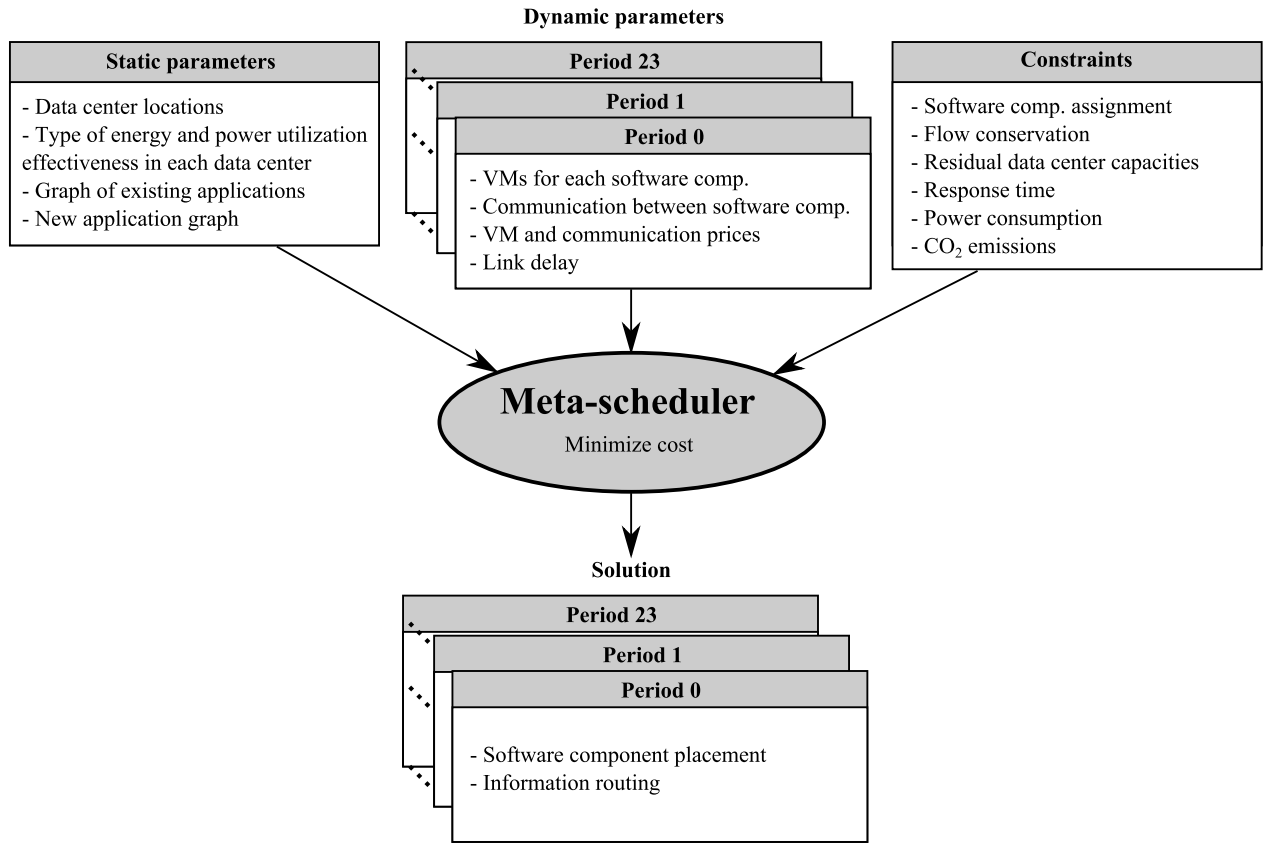 Dynamic parameters
Static parameters
- Data center locations
- Type of energy and power utilization
effectiveness in each data center
- Graph of existing applications
- New application graph
Period 23
Period 1
Period 0
- VMs for each software comp.
- Communication between software comp.
- VM and communication prices
- Link delay
Constraints
- Software comp. assignment
- Flow conservation
- Residual data center capacities
- Response time
- Power consumption
- CO₂ emissions
Meta-scheduler
Minimize cost
Solution
Period 23
Period 1
Period 0
- Software component placement
- Information routing